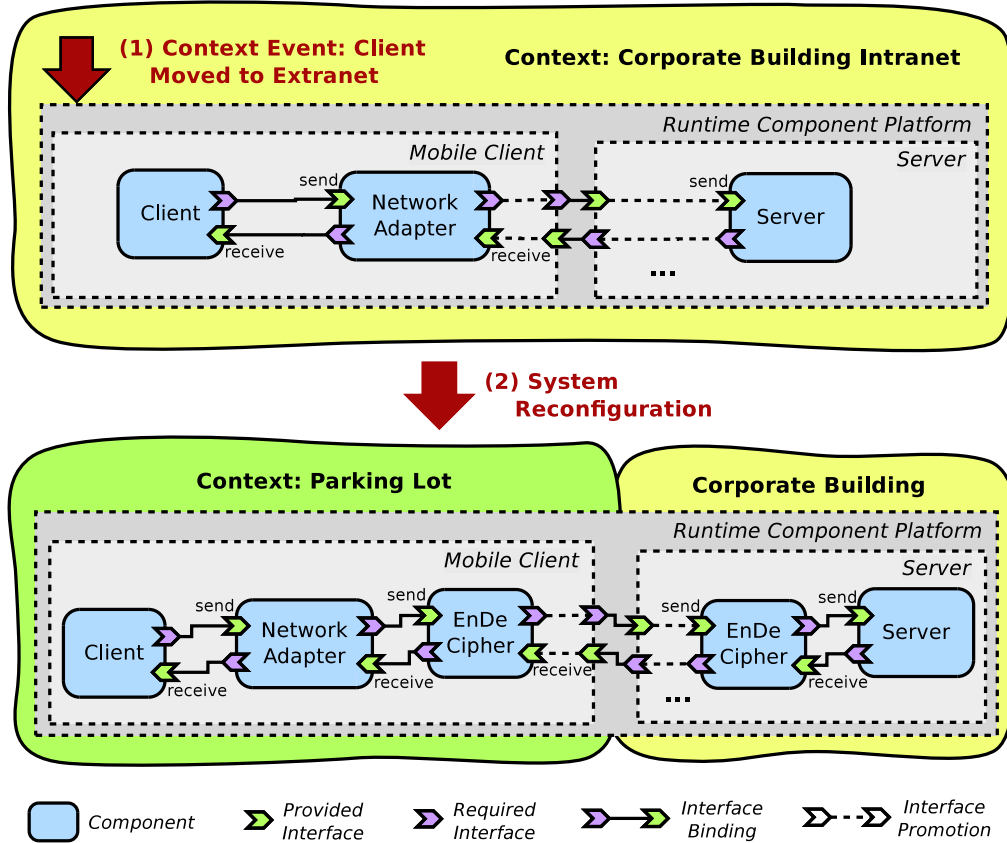 (1) Context Event: Client
Moved to Extranet
Context: Corporate Building Intranet
Runtime Component Platform
Mobile Client
Server
send
send
Client
Network
Adapter
Server
receive
receive
...
(2) System
Reconfiguration
Context: Parking Lot
Corporate Building
Runtime Component Platform
Mobile Client
Server
send
send
send
send
Client
Network
Adapter
EnDe
Cipher
EnDe
Cipher
Server
receive
receive
receive
receive
...
Component
Provided
Interface
Required
Interface
Interface
Binding
Interface
Promotion